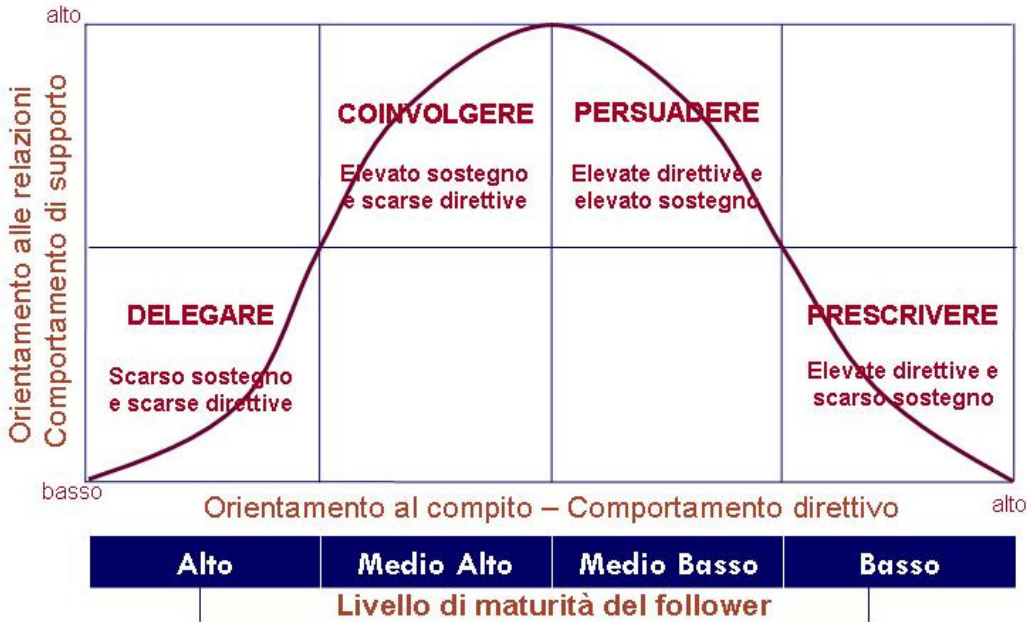 alto
Orientamento alle relazioni
Comportamento di supporto
COINVOLGERE
Elevato sostegno
e scarse direttive
PERSUADERE
Elevate direttive e
elevato sostegno
DELEGARE
Scarso sostegno
e scarse direttive
PRESCRIVERE
Elevate direttive e
scarso sostegno
basso
Orientamento al compito – Comportamento direttivo
alto
Alto
Medio Alto
Medio Basso
Basso
Livello di maturità del follower